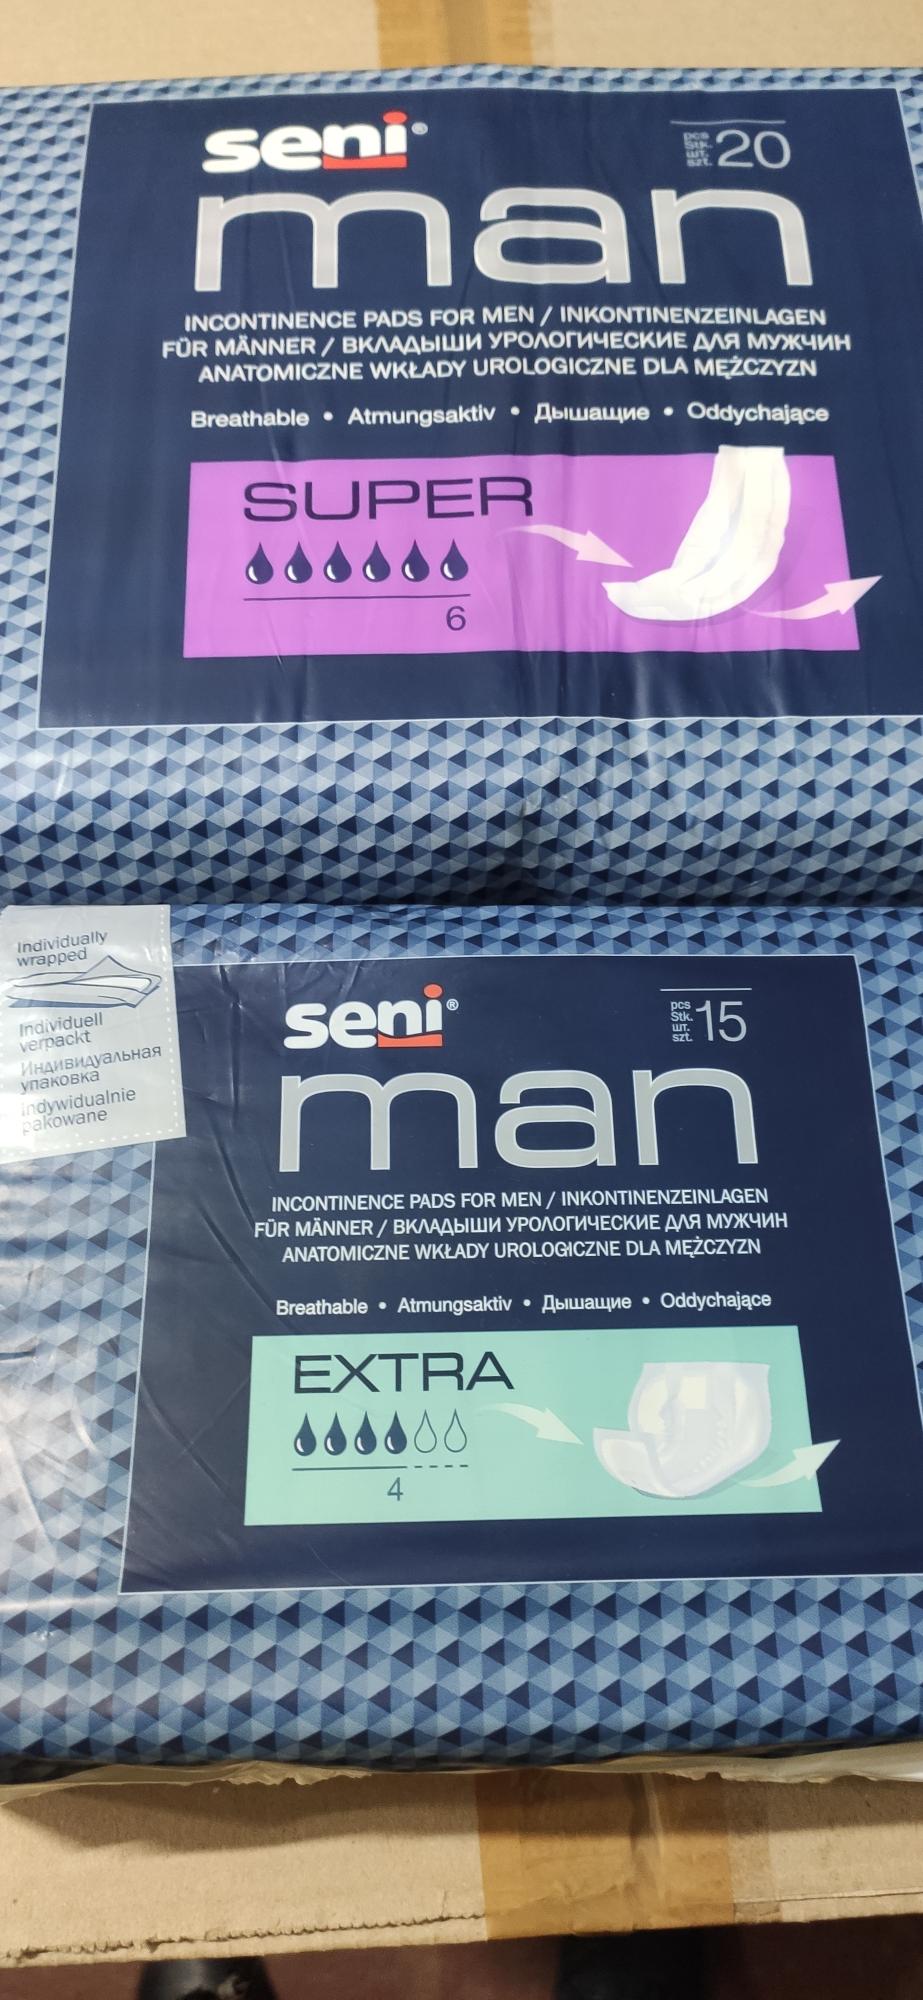 seni®
pcs
Stk.
шт.
szt.
20
man
INCONTINENCE PADS FOR MEN / INKONTINENZEINLAGEN
FÜR MÄNNER / ВКЛАДЫШИ УРОЛОГИЧЕСКИЕ ДЛЯ МУЖЧИН
ANATOMICZNE WKŁADY UROLOGICZNE DLA MĘŻCZYZN
Breathable • Atmungsaktiv • Дышащие • Oddychające
SUPER
6
Individually
wrapped
Individuell
verpackt
Индивидуальная
упаковка
Indywidualnie
pakowane
seni®
pcs
Stk.
шт.
szt.
15
man
INCONTINENCE PADS FOR MEN / INKONTINENZEINLAGEN
FÜR MÄNNER / ВКЛАДЫШИ УРОЛОГИЧЕСКИЕ ДЛЯ МУЖЧИН
ANATOMICZNE WKŁADY UROLOGICZNE DLA MĘŻCZYZN
Breathable • Atmungsaktiv • Дышащие • Oddychające
EXTRA
4